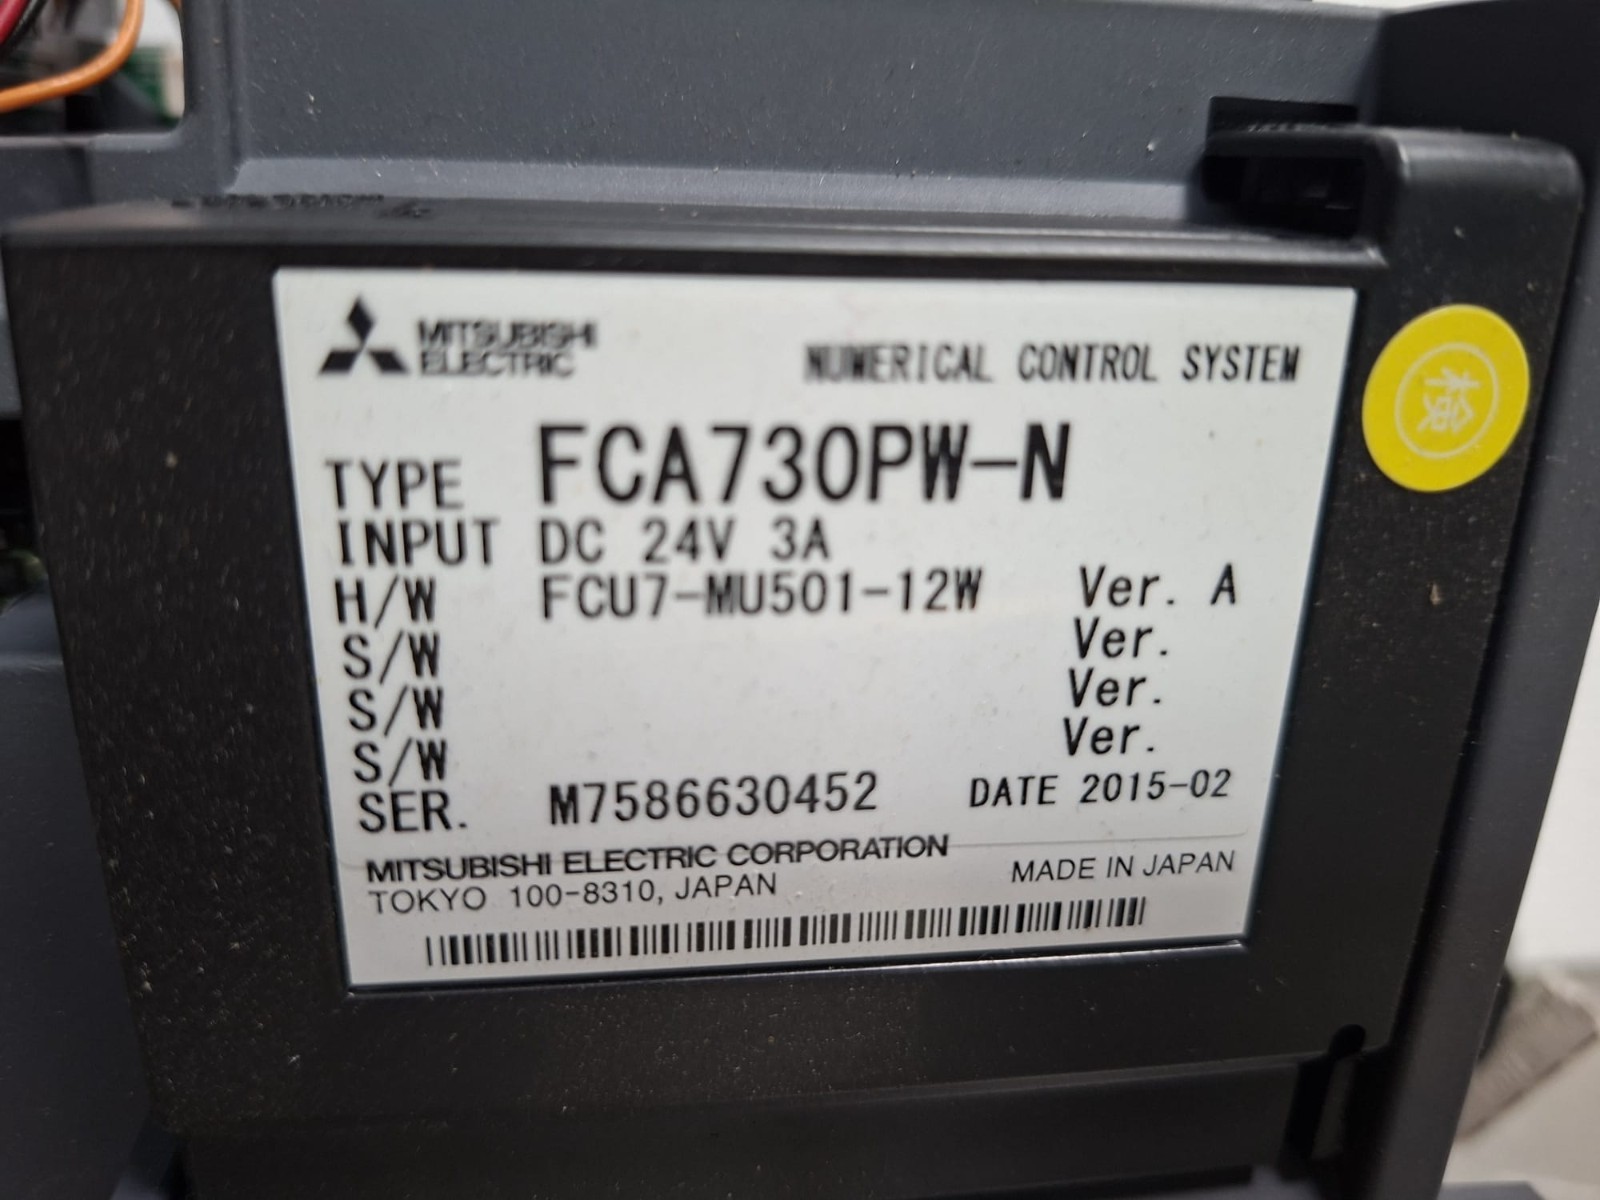 MITSUBISHI
ELECTRIC
NUMERICAL CONTROL SYSTEM
TYPE FCA730PW-N
INPUT DC 24V 3A
H/W FCU7-MU501-12W Ver. A
S/W Ver.
S/W Ver.
S/W Ver.
SER. M7586630452 DATE 2015-02
MITSUBISHI ELECTRIC CORPORATION
TOKYO 100-8310, JAPAN MADE IN JAPAN